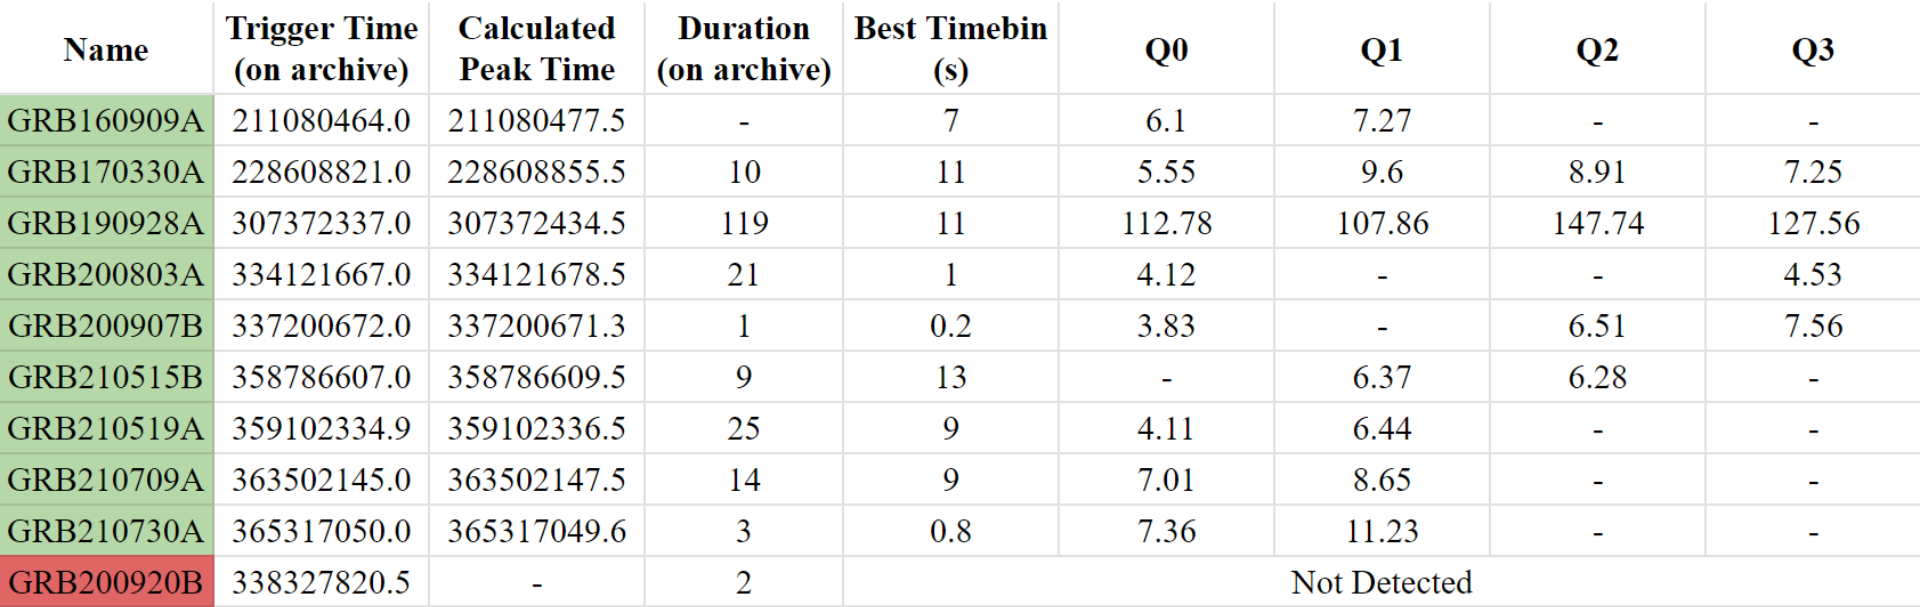 Name Trigger Time (on archive) Calculated Peak Time Duration (on archive) Best Timebin (s) Q0 Q1 Q2 Q3
GRB160909A 211080464.0 211080477.5 - 7 6.1 7.27 - -
GRB170330A 228608821.0 228608855.5 10 11 5.55 9.6 8.91 7.25
GRB190928A 307372337.0 307372434.5 119 11 112.78 107.86 147.74 127.56
GRB200803A 334121667.0 334121678.5 21 1 4.12 - - 4.53
GRB200907B 337200672.0 337200671.3 1 0.2 3.83 - 6.51 7.56
GRB210515B 358786607.0 358786609.5 9 13 - 6.37 6.28 -
GRB210519A 359102334.9 359102336.5 25 9 4.11 6.44 - -
GRB210709A 363502145.0 363502147.5 14 9 7.01 8.65 - -
GRB210730A 365317050.0 365317049.6 3 0.8 7.36 11.23 - -
GRB200920B 338327820.5 - 2 Not Detected